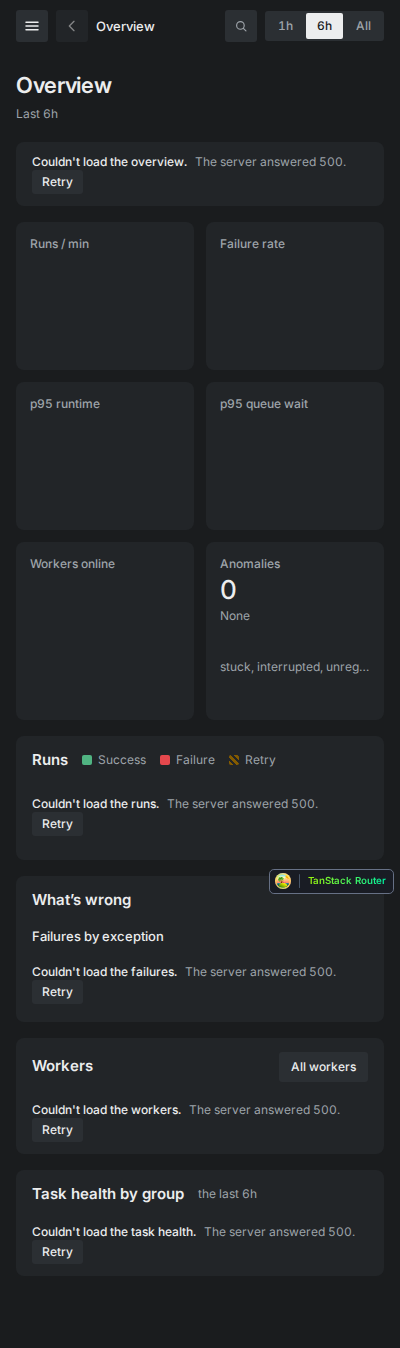 Overview
1h 6h All
Overview
Last 6h
Couldn't load the overview. The server answered 500.
Retry
Runs / min
Failure rate
p95 runtime
p95 queue wait
Workers online
Anomalies
0
None
stuck, interrupted, unreg...
Runs Success Failure Retry
Couldn't load the runs. The server answered 500.
Retry
TanStack Router
What's wrong
Failures by exception
Couldn't load the failures. The server answered 500.
Retry
Workers
All workers
Couldn't load the workers. The server answered 500.
Retry
Task health by group the last 6h
Couldn't load the task health. The server answered 500.
Retry